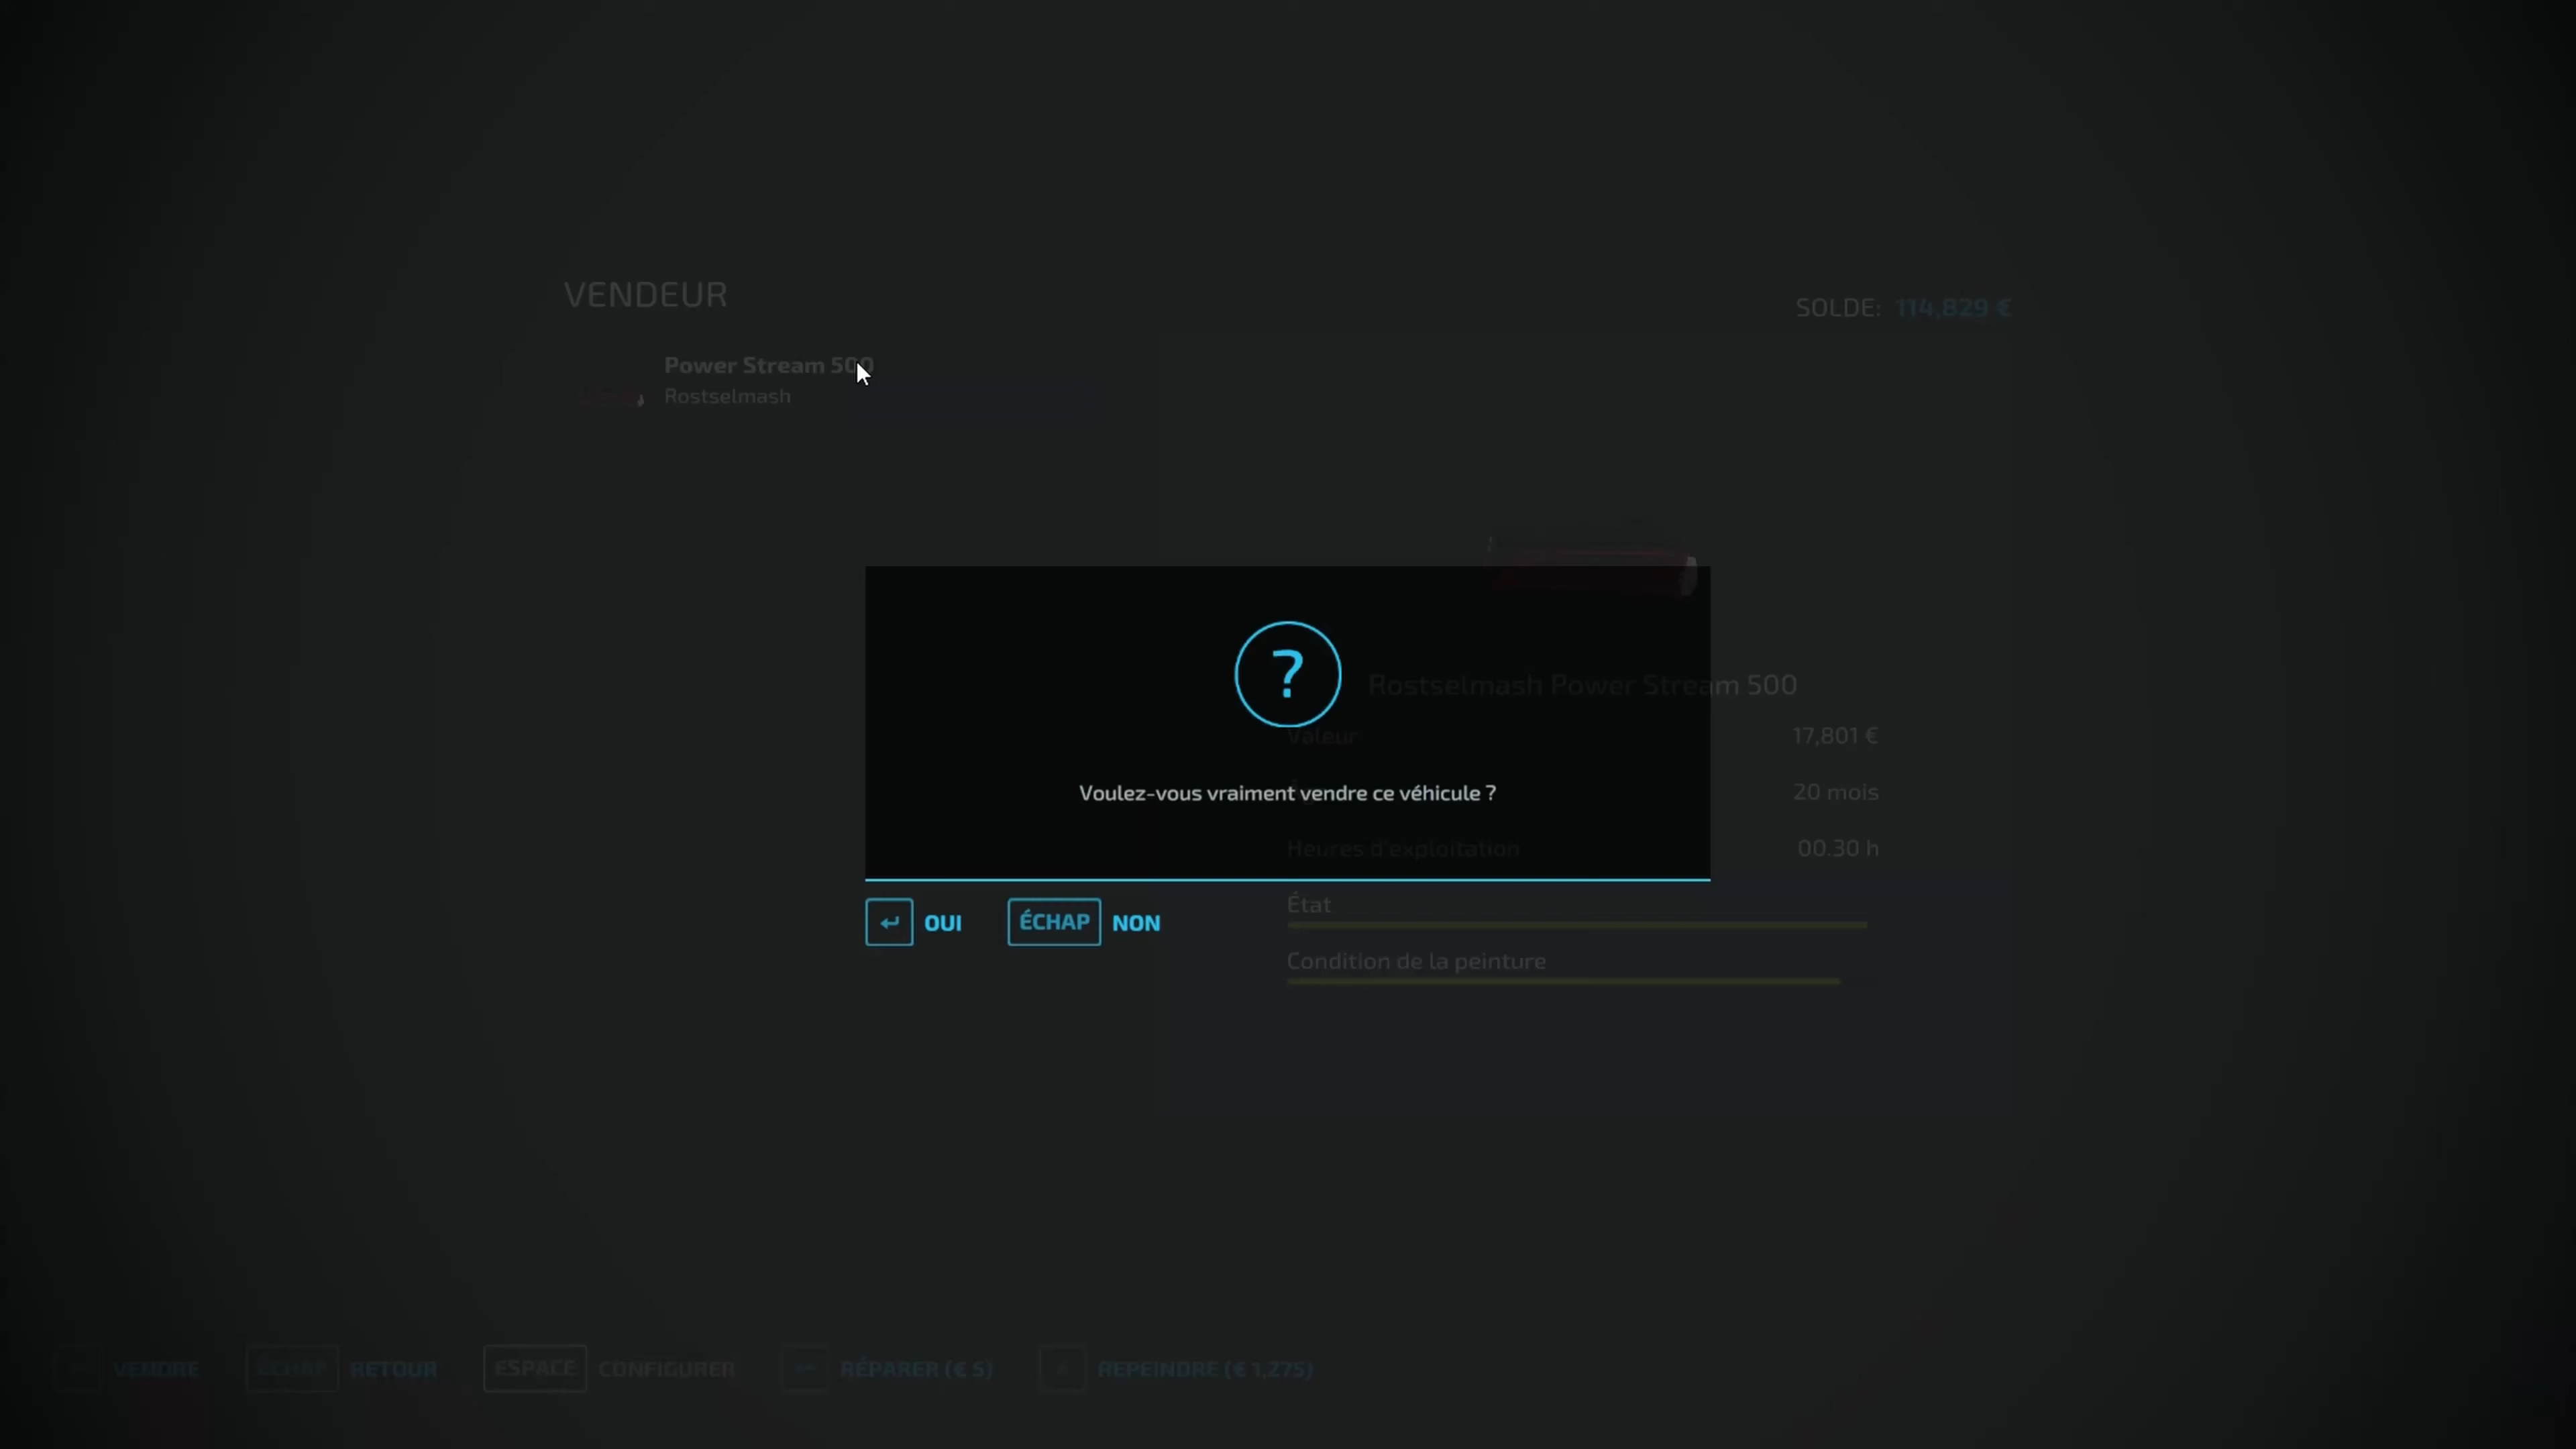 VENDEUR
SOLDE: 114,829 €
Power Stream 500
Rostselmash
?
Rostselmash Power Stream 500
Valeur 17,801 €
Voulez-vous vraiment vendre ce véhicule ?
20 mois
Heures d'exploitation 00.30 h
État
OUI ÉCHAP NON
Condition de la peinture
VENDRE ÉCHAP RETOUR ESPACE CONFIGURER RÉPARER (€ 5) REPEINDRE (€ 1,275)